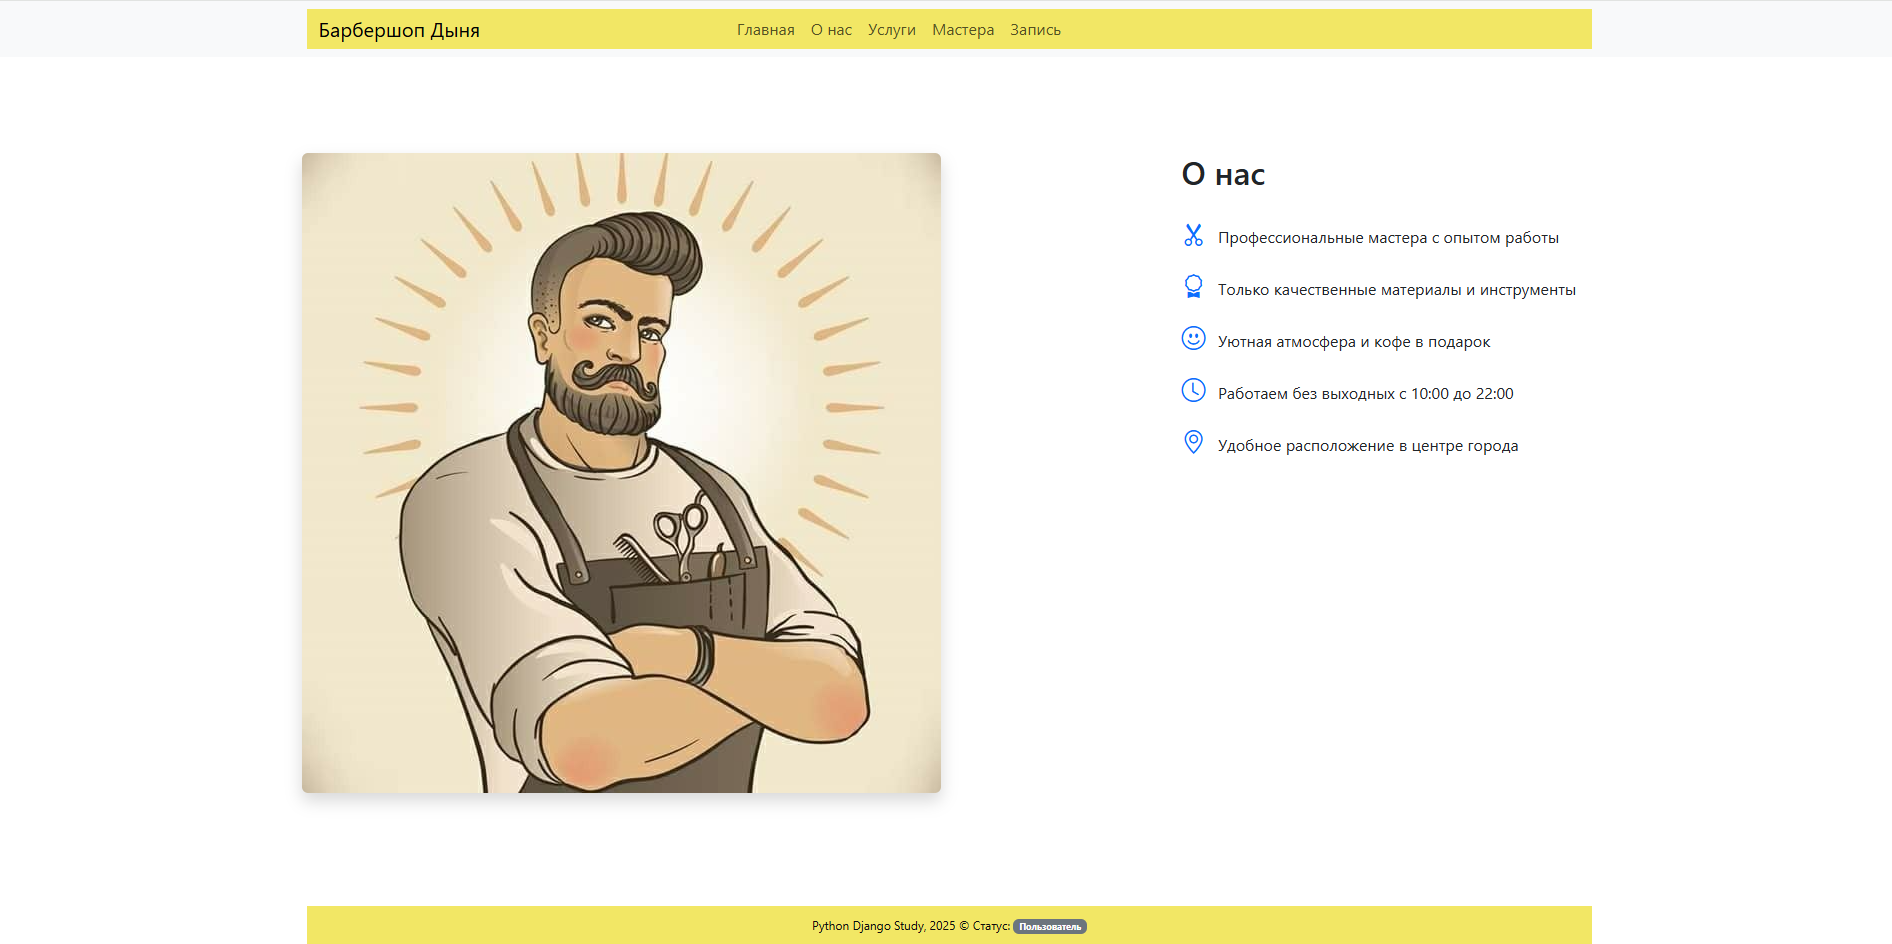 Барбершоп Дыня
Главная О нас Услуги Мастера Запись
О нас
Профессиональные мастера с опытом работы
Только качественные материалы и инструменты
Уютная атмосфера и кофе в подарок
Работаем без выходных с 10:00 до 22:00
Удобное расположение в центре города
Python Django Study, 2025 © Статус: Пользователь